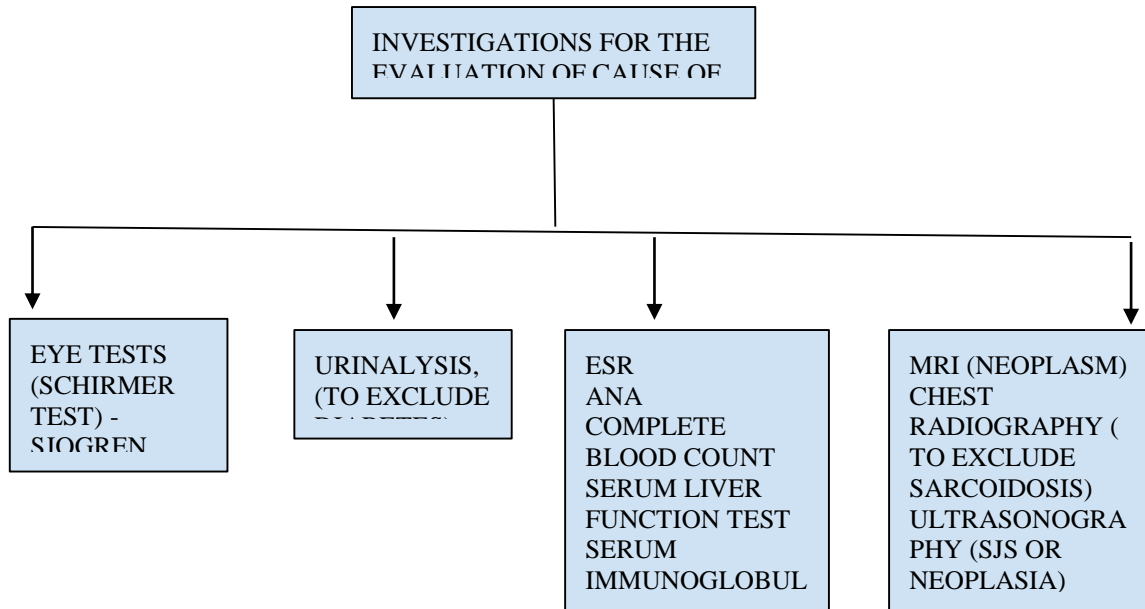 INVESTIGATIONS FOR THE
EVALUATION OF CAUSE OF
EYE TESTS
(SCHIRMER
TEST) -
SJOGREN
URINALYSIS,
(TO EXCLUDE
DIABETES)
ESR
ANA
COMPLETE
BLOOD COUNT
SERUM LIVER
FUNCTION TEST
SERUM
IMMUNOGLOBUL
MRI (NEOPLASM)
CHEST
RADIOGRAPHY (
TO EXCLUDE
SARCOIDOSIS)
ULTRASONOGRA
PHY (SJS OR
NEOPLASIA)